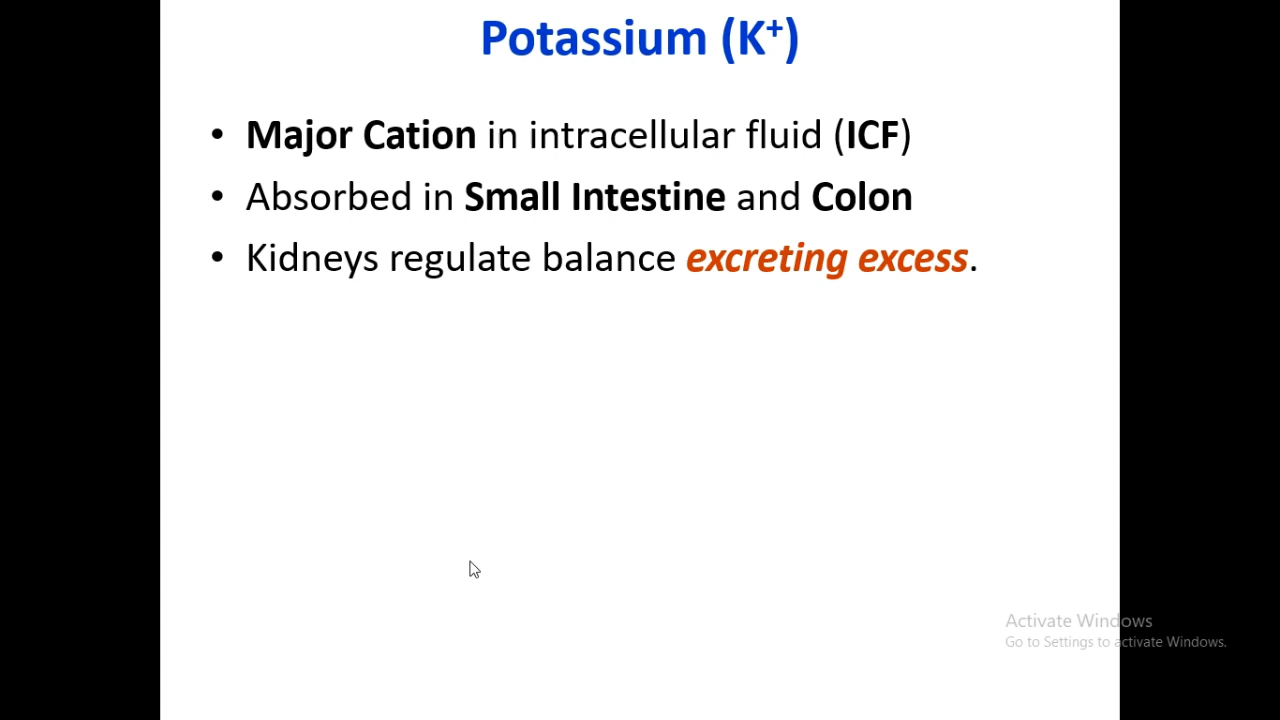 Potassium (K⁺)
• Major Cation in intracellular fluid (ICF)
• Absorbed in Small Intestine and Colon
• Kidneys regulate balance excreting excess.
Activate Windows
Go to Settings to activate Windows.